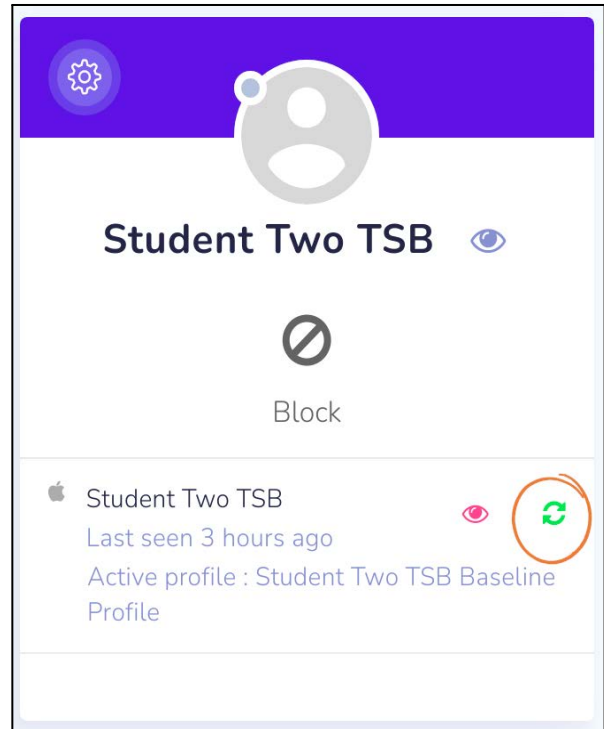 Student Two TSB
Block
Student Two TSB
Last seen 3 hours ago
Active profile : Student Two TSB Baseline
Profile